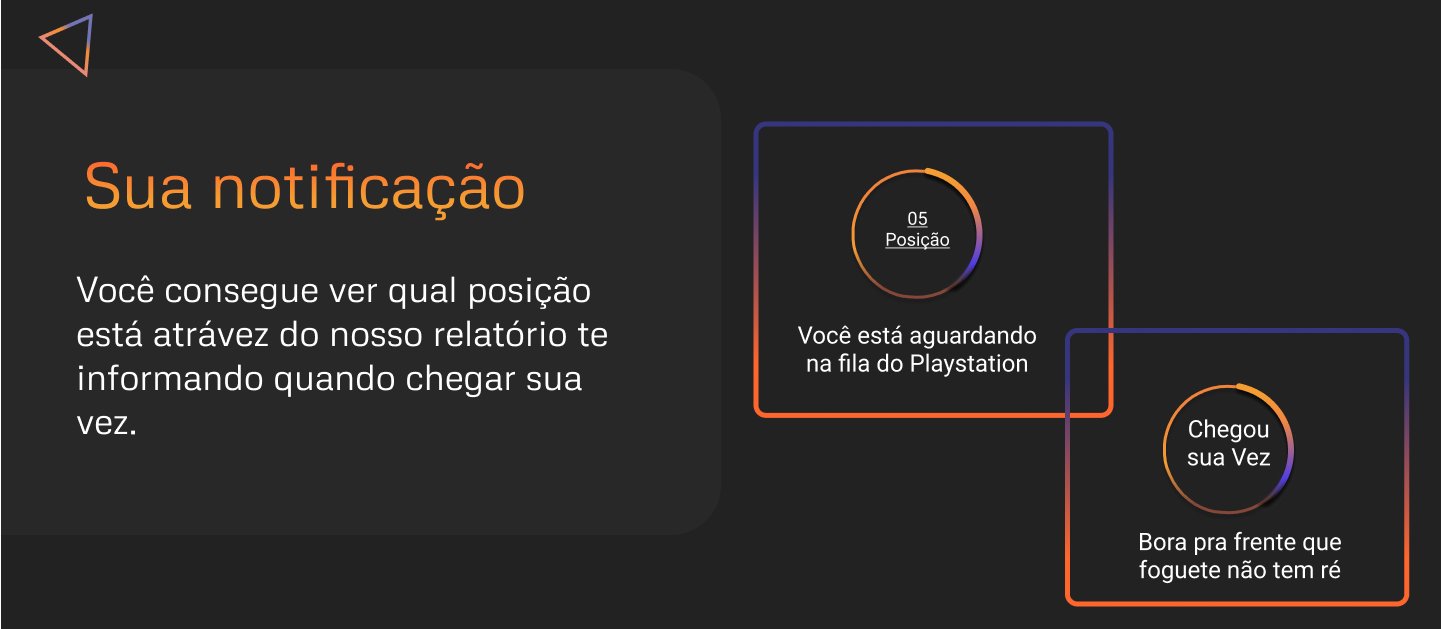 Sua notificação
Você consegue ver qual posição
está atrávez do nosso relatório te
informando quando chegar sua
vez.
05
Posição
Você está aguardando
na fila do Playstation
Chegou
sua Vez
Bora pra frente que
foguete não tem ré